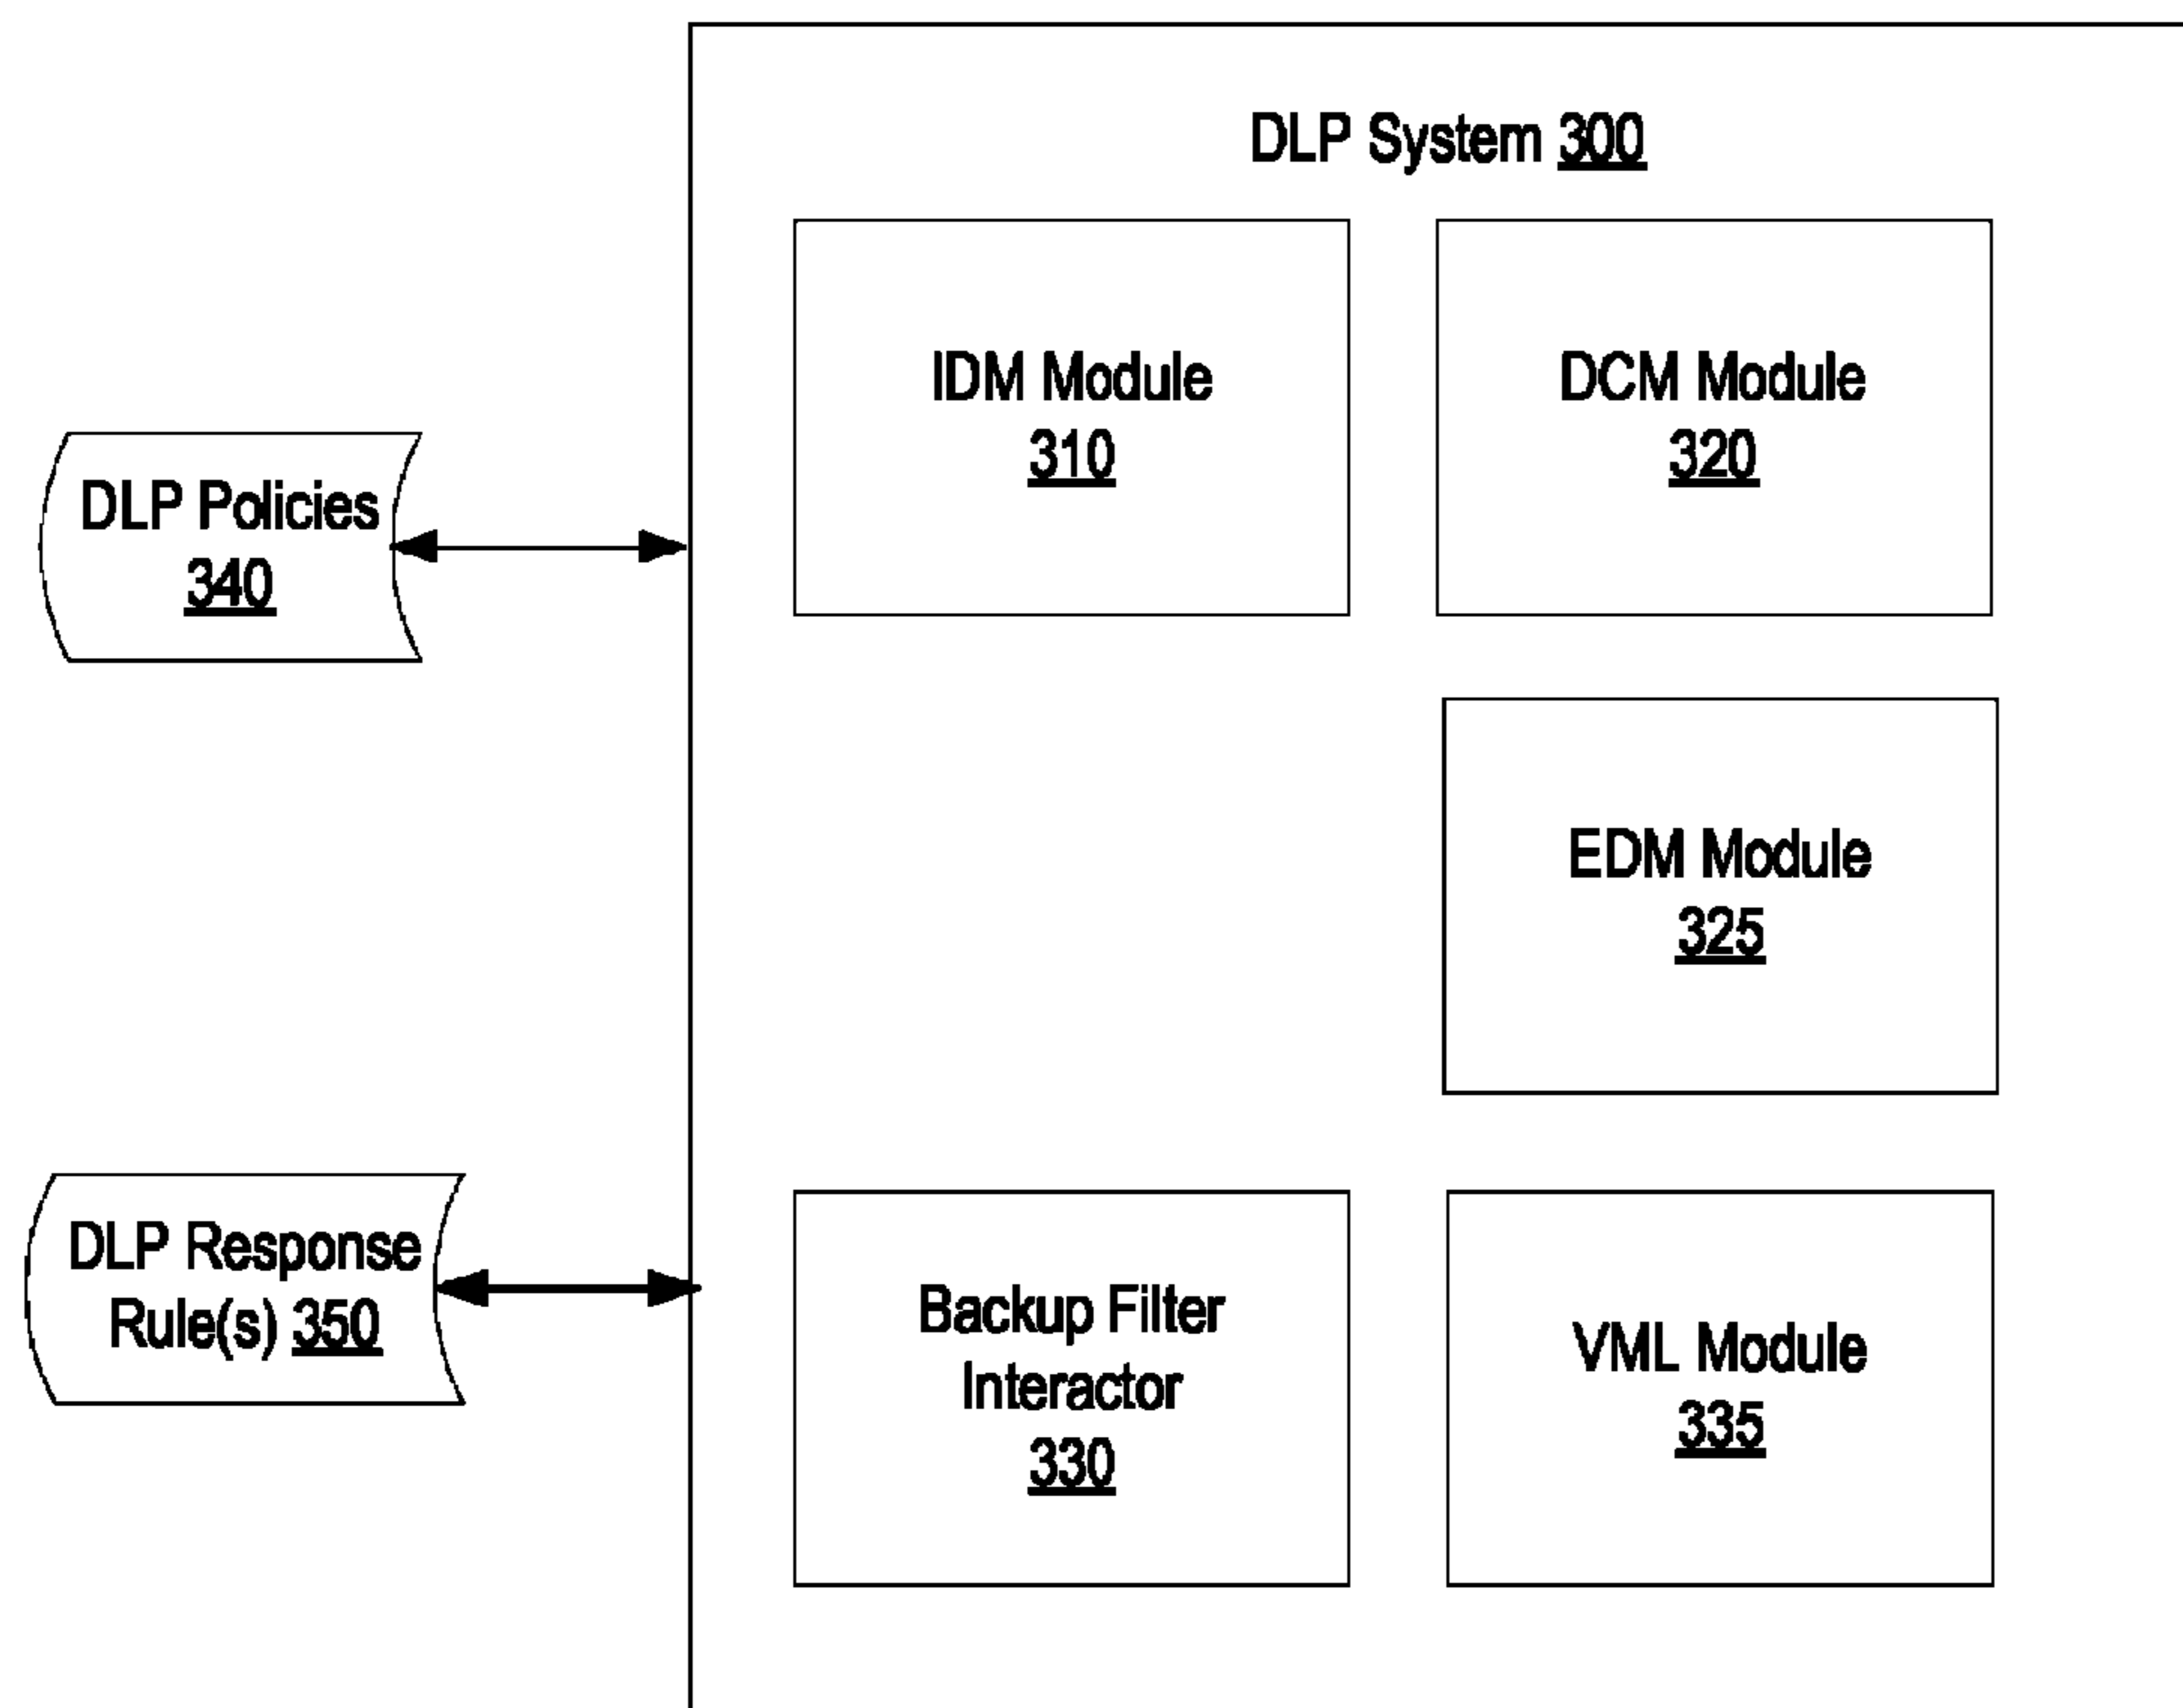 DLP System 300
IDM Module
310
DCM Module
320
DLP Policies
340
EDM Module
325
DLP Response
Rule(s) 350
Backup Filter
Interactor
330
VML Module
335